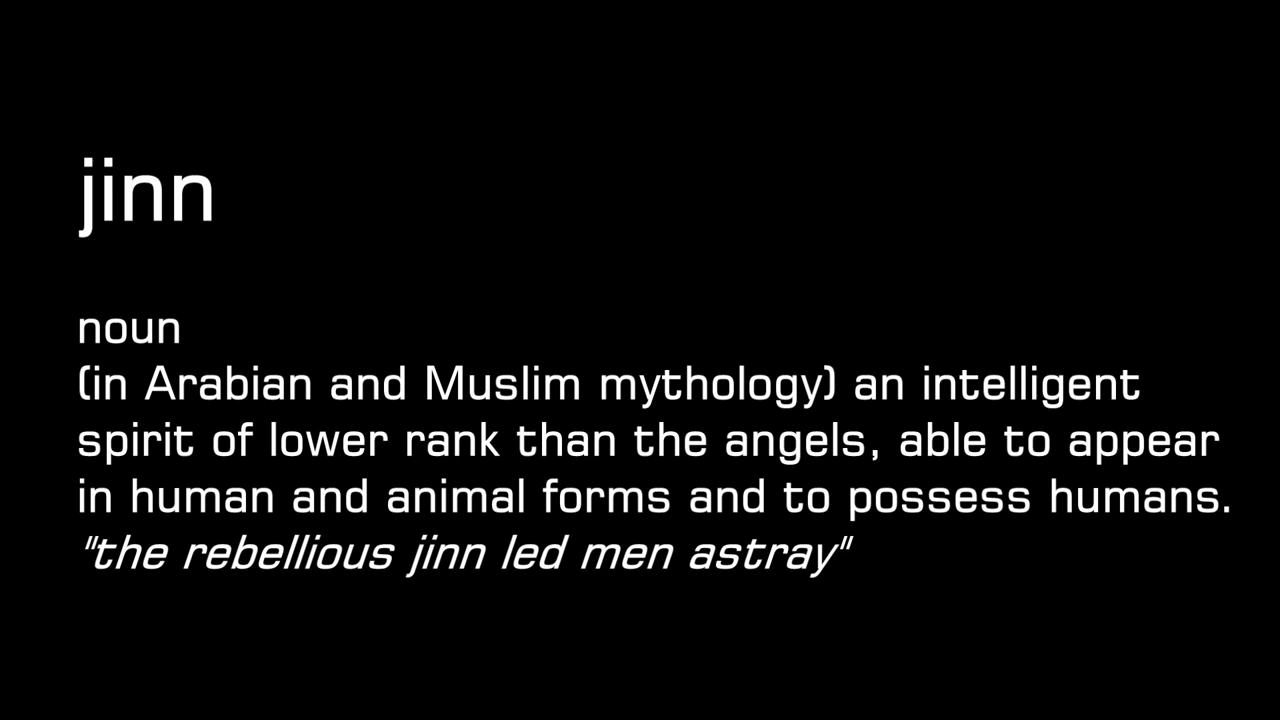 jinn
noun
(in Arabian and Muslim mythology) an intelligent
spirit of lower rank than the angels, able to appear
in human and animal forms and to possess humans.
"the rebellious jinn led men astray"